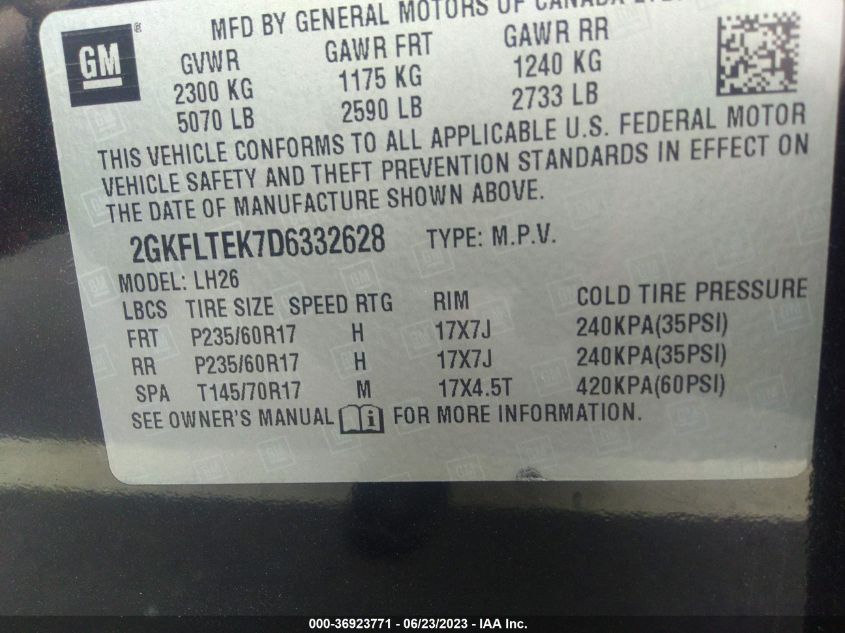 MFD BY GENERAL MOTORS OF CANADA
GM ®
GVWR GAWR FRT GAWR RR
2300 KG 1175 KG 1240 KG
5070 LB 2590 LB 2733 LB
THIS VEHICLE CONFORMS TO ALL APPLICABLE U.S. FEDERAL MOTOR
VEHICLE SAFETY AND THEFT PREVENTION STANDARDS IN EFFECT ON
THE DATE OF MANUFACTURE SHOWN ABOVE.
2GKFLTEK7D6332628 TYPE: M.P.V.
MODEL: LH26
LBCS TIRE SIZE SPEED RTG RIM COLD TIRE PRESSURE
FRT P235/60R17 H 17X7J 240KPA(35PSI)
RR P235/60R17 H 17X7J 240KPA(35PSI)
SPA T145/70R17 M 17X4.5T 420KPA(60PSI)
SEE OWNER'S MANUAL i FOR MORE INFORMATION.
000-36923771 - 06/23/2023 - IAA Inc.